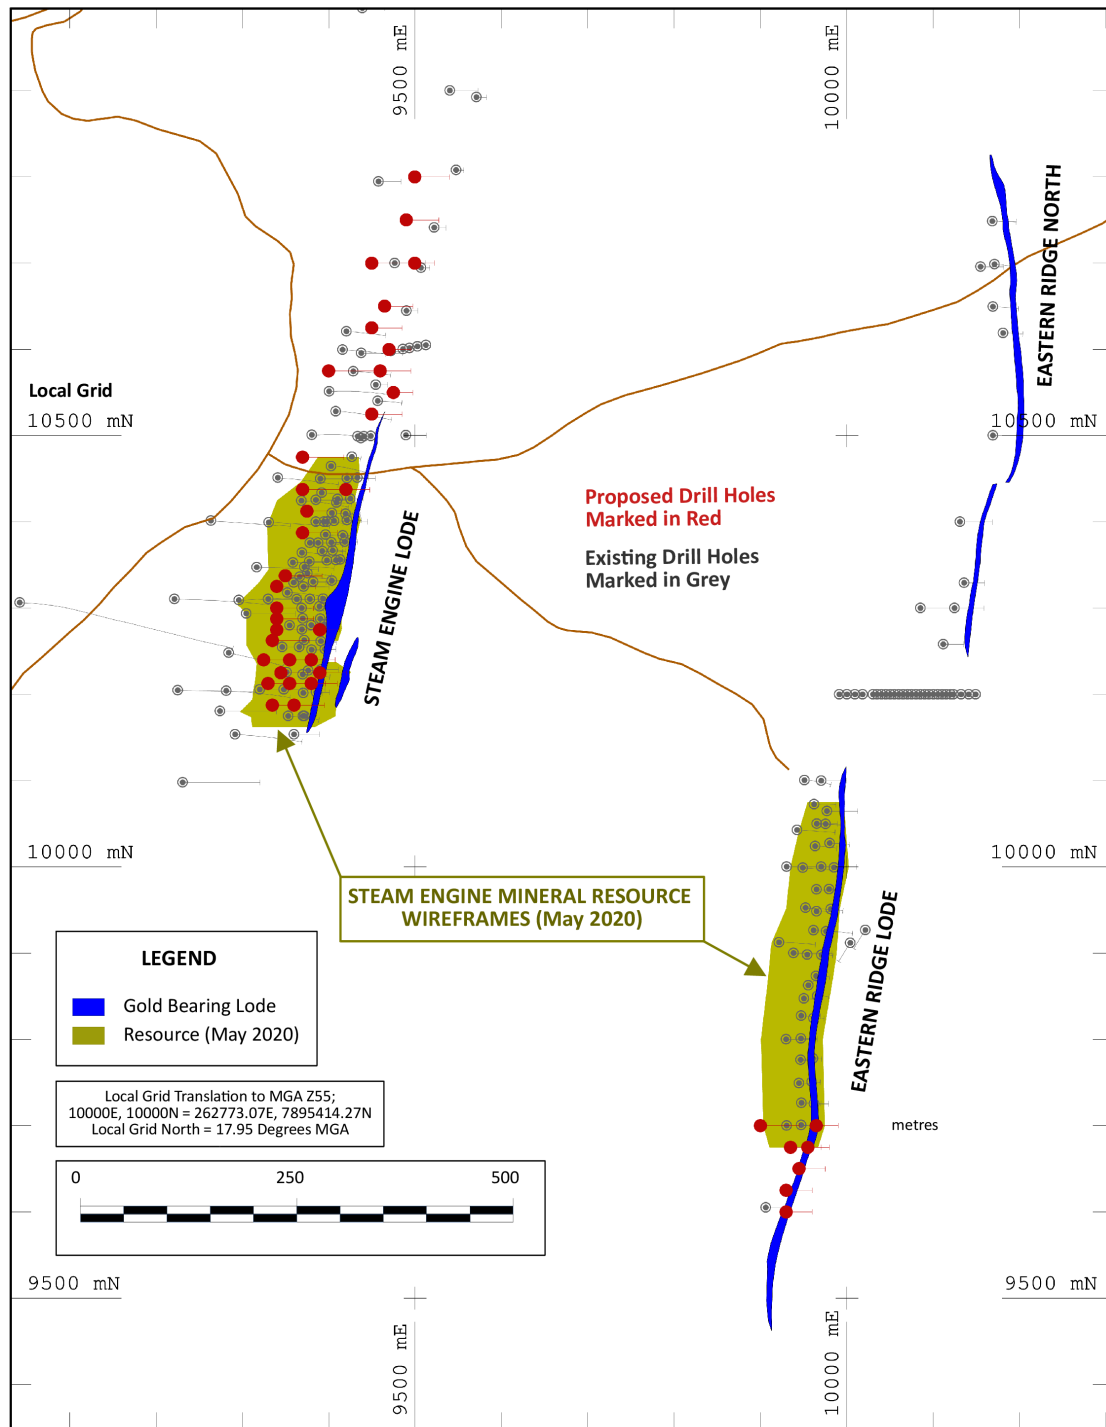 9500 mE
10000 mE
EASTERN RIDGE NORTH
Local Grid
10500 mN
10500 mN
Proposed Drill Holes
Marked in Red
Existing Drill Holes
Marked in Grey
STEAM ENGINE LODE
10000 mN
10000 mN
STEAM ENGINE MINERAL RESOURCE
WIREFRAMES (May 2020)
EASTERN RIDGE LODE
LEGEND
Gold Bearing Lode
Resource (May 2020)
Local Grid Translation to MGA Z55;
10000E, 10000N = 262773.07E, 7895414.27N
Local Grid North = 17.95 Degrees MGA
metres
0 250 500
9500 mN
9500 mN
9500 mE
10000 mE